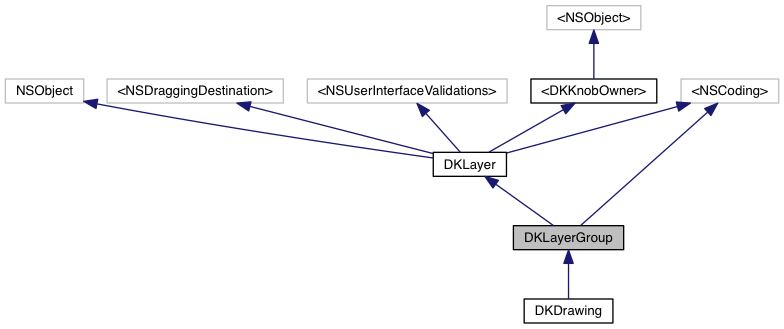 <NSObject>
NSObject
<NSDraggingDestination>
<NSUserInterfaceValidations>
<DKKnobOwner>
<NSCoding>
DKLayer
DKLayerGroup
DKDrawing